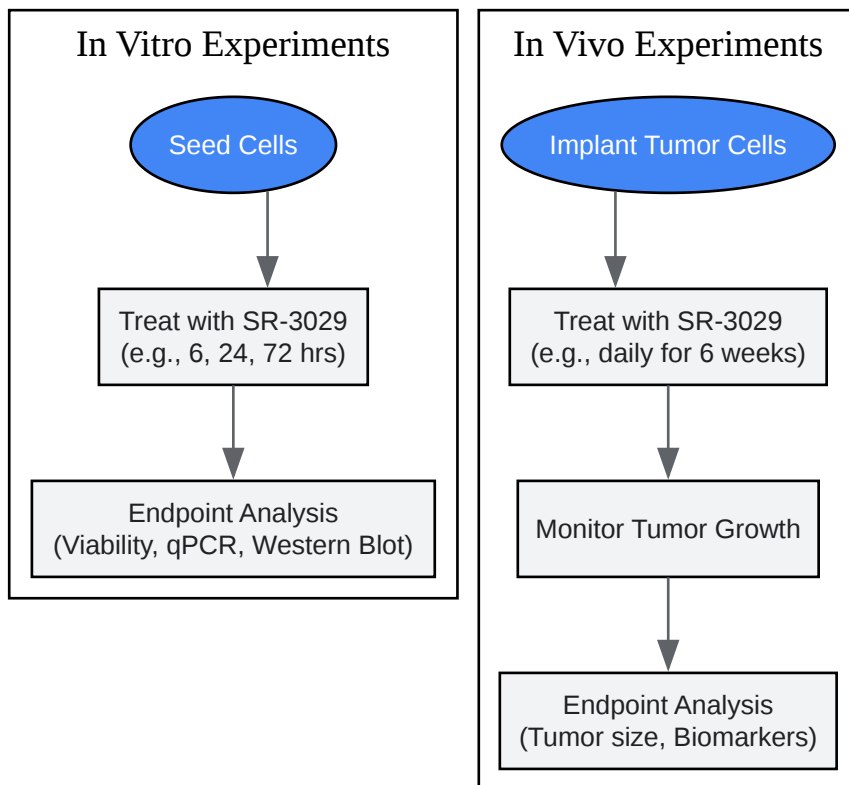 In Vitro Experiments
Seed Cells
Treat with SR-3029
(e.g., 6, 24, 72 hrs)
Endpoint Analysis
(Viability, qPCR, Western Blot)
In Vivo Experiments
Implant Tumor Cells
Treat with SR-3029
(e.g., daily for 6 weeks)
Monitor Tumor Growth
Endpoint Analysis
(Tumor size, Biomarkers)